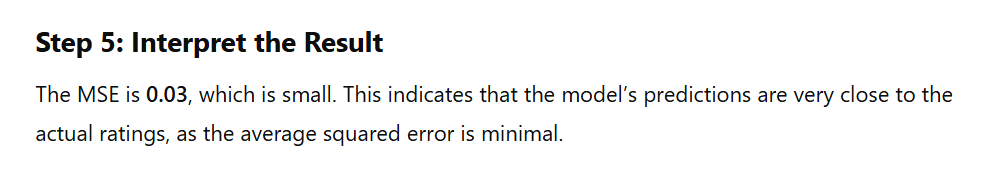 Step 5: Interpret the Result
The MSE is 0.03, which is small. This indicates that the model’s predictions are very close to the
actual ratings, as the average squared error is minimal.